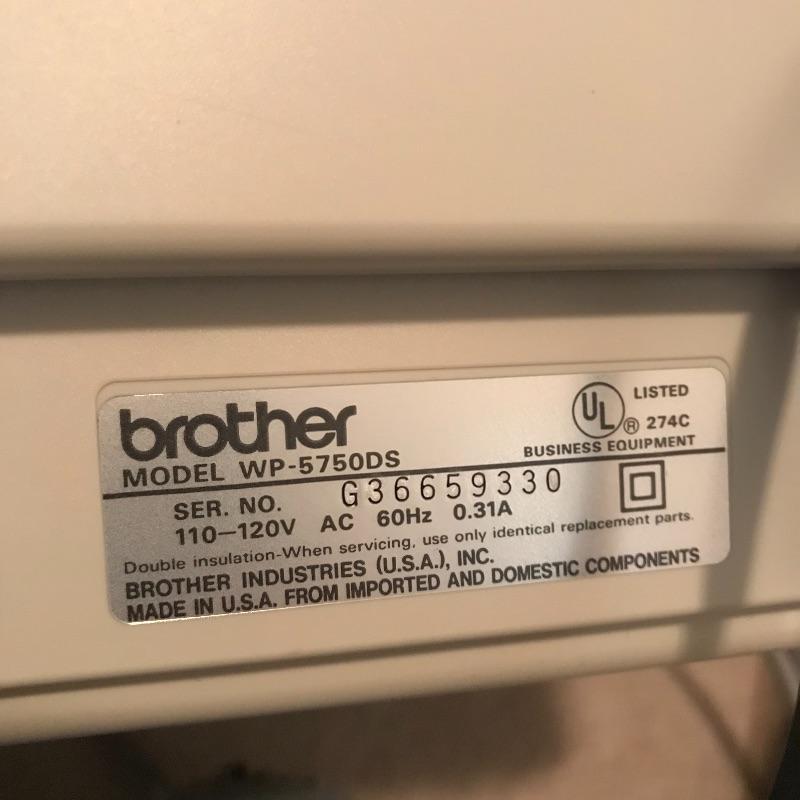 brother
UL ® LISTED
274C
MODEL WP-5750DS
BUSINESS EQUIPMENT
SER. NO. G36659330
110—120V AC 60Hz 0.31A
Double insulation-When servicing, use only identical replacement parts.
BROTHER INDUSTRIES (U.S.A.), INC.
MADE IN U.S.A. FROM IMPORTED AND DOMESTIC COMPONENTS